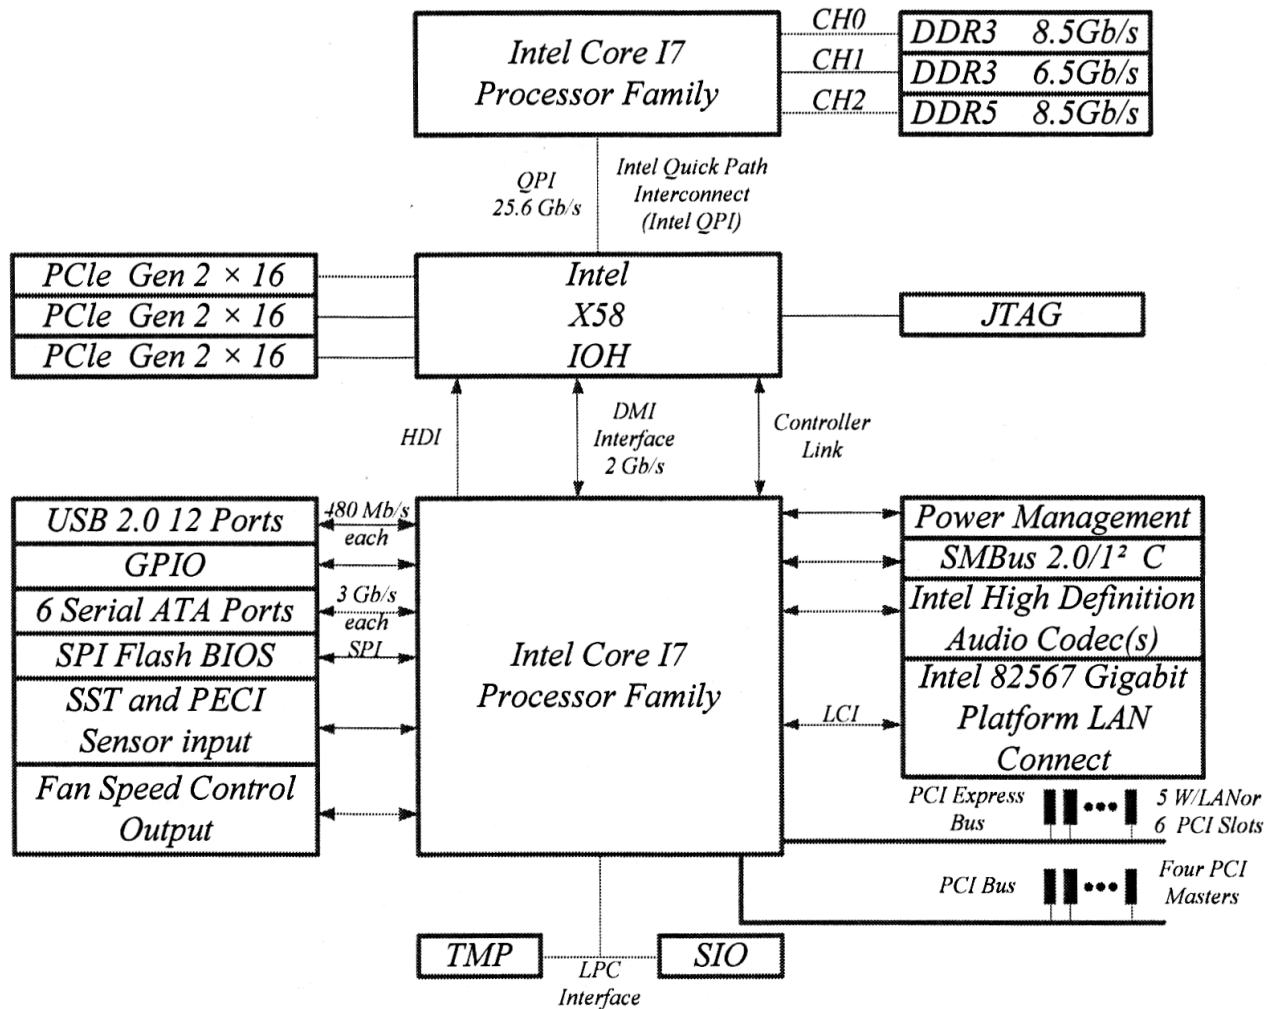 Intel Core I7
Processor Family
CH0
CH1
CH2
DDR3 8.5Gb/s
DDR3 6.5Gb/s
DDR5 8.5Gb/s
QPI
25.6 Gb/s
Intel Quick Path
Interconnect
(Intel QPI)
PCle Gen 2 × 16
PCle Gen 2 × 16
PCle Gen 2 × 16
Intel
X58
IOH
JTAG
HDI
DMI
Interface
2 Gb/s
Controller
Link
USB 2.0 12 Ports
GPIO
6 Serial ATA Ports
SPI Flash BIOS
SST and PECI
Sensor input
Fan Speed Control
Output
480 Mb/s
each
3 Gb/s
each
SPI
Intel Core I7
Processor Family
LCI
Power Management
SMBus 2.0/1² C
Intel High Definition
Audio Codec(s)
Intel 82567 Gigabit
Platform LAN
Connect
PCI Express
Bus
5 W/LANor
6 PCI Slots
PCI Bus
Four PCI
Masters
TMP
SIO
LPC
Interface